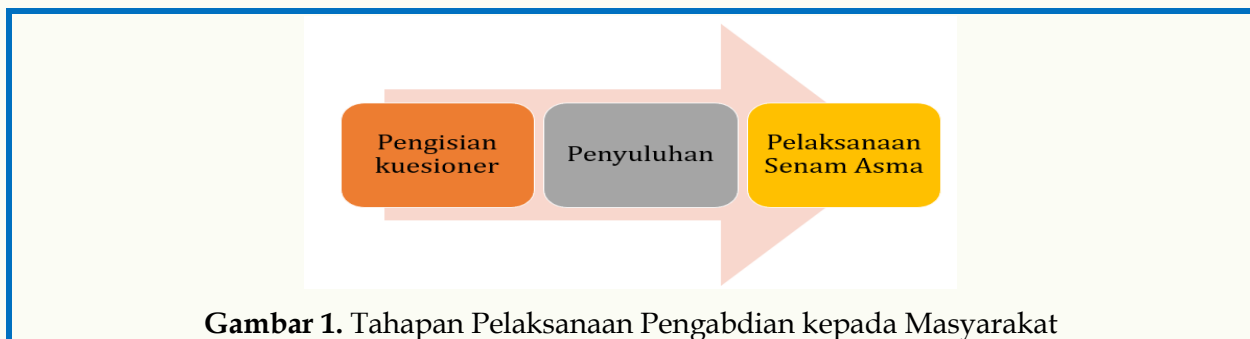 Pengisian
kuesioner
Penyuluhan
Pelaksanaan
Senam Asma
Gambar 1. Tahapan Pelaksanaan Pengabdian kepada Masyarakat